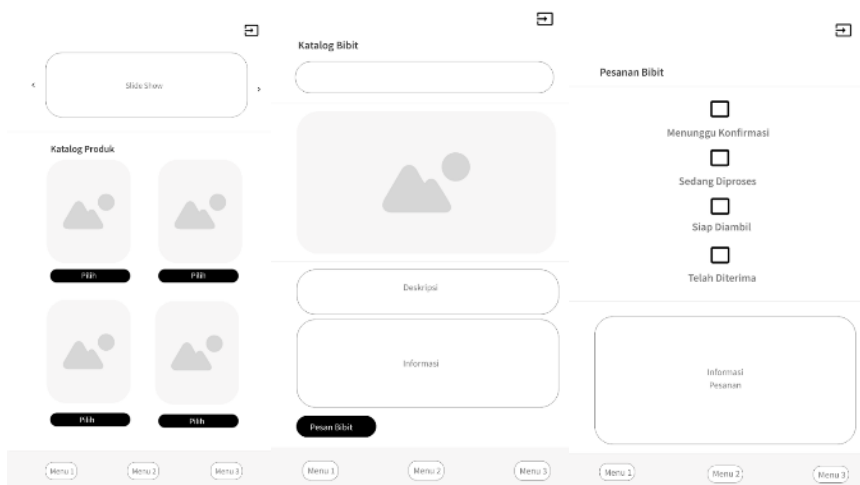 Slide Show
Katalog Produk
Pilih
Pilih
Pilih
Pilih
Menu 1
Menu 2
Menu 3
Katalog Bibit
Deskripsi
Informasi
Pesan Bibit
Menu 1
Menu 2
Menu 3
Pesanan Bibit
Menunggu Konfirmasi
Sedang Diproses
Siap Diambil
Telah Diterima
Informasi
Pesanan
Menu 1
Menu 2
Menu 3